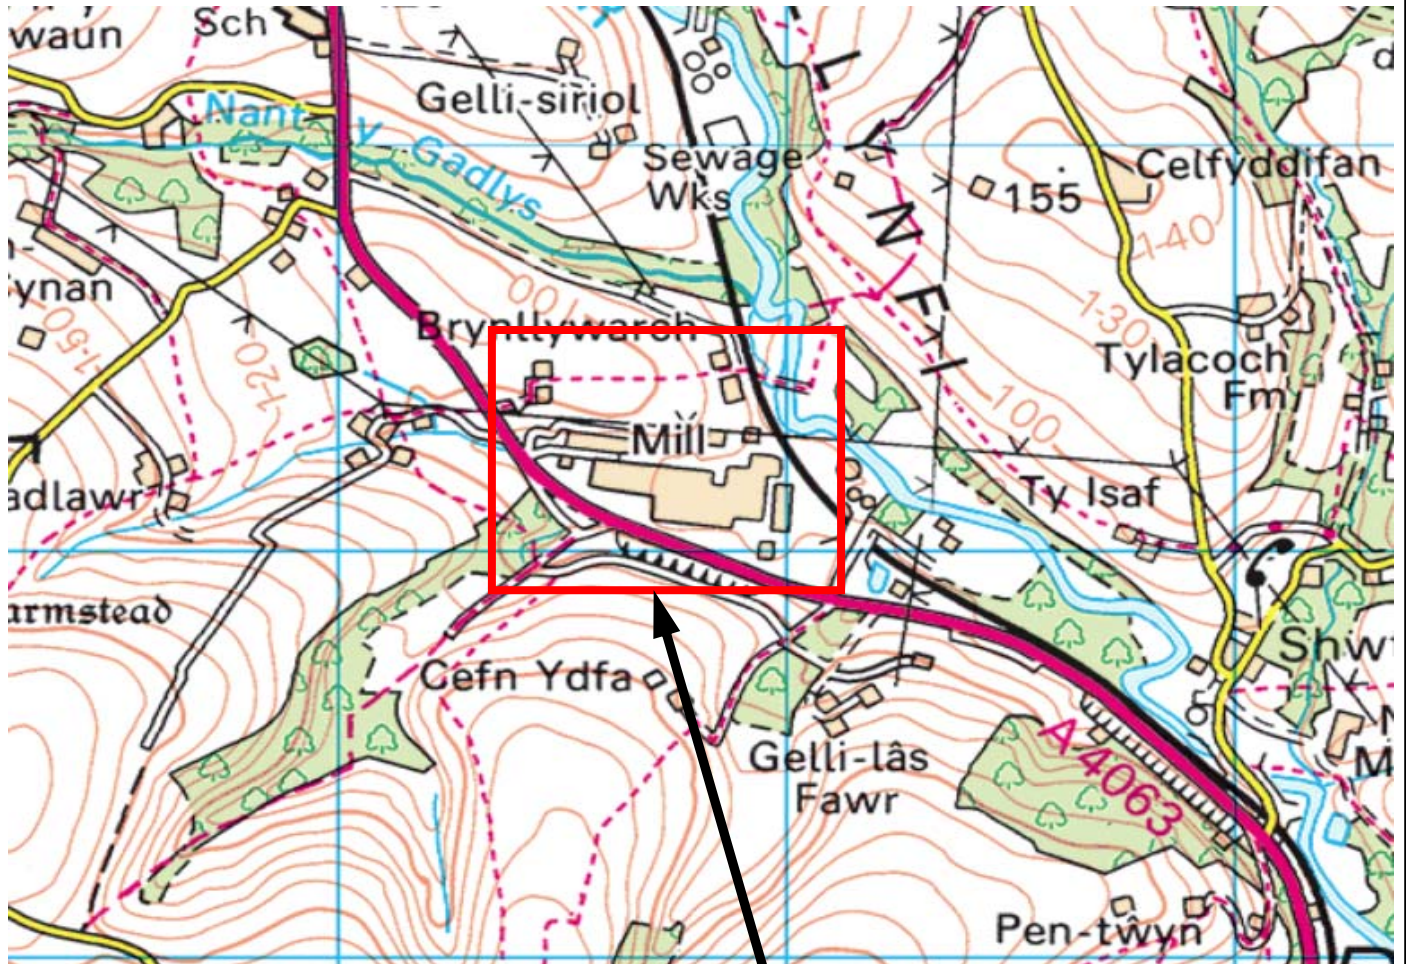 waun
Sch
Gelli-siriol
Nant y Gadlys
Sewage
Wks
LLYNFI
155
Celfyddifan
140
ynan
150
120
100
Brynllywarch
130
Tylacoch
Fm
100
Mill
adlawr
Ty Isaf
armstead
Shwt
Cefn Ydfa
Gelli-lâs
Fawr
A 4063
M
Pen-twyn